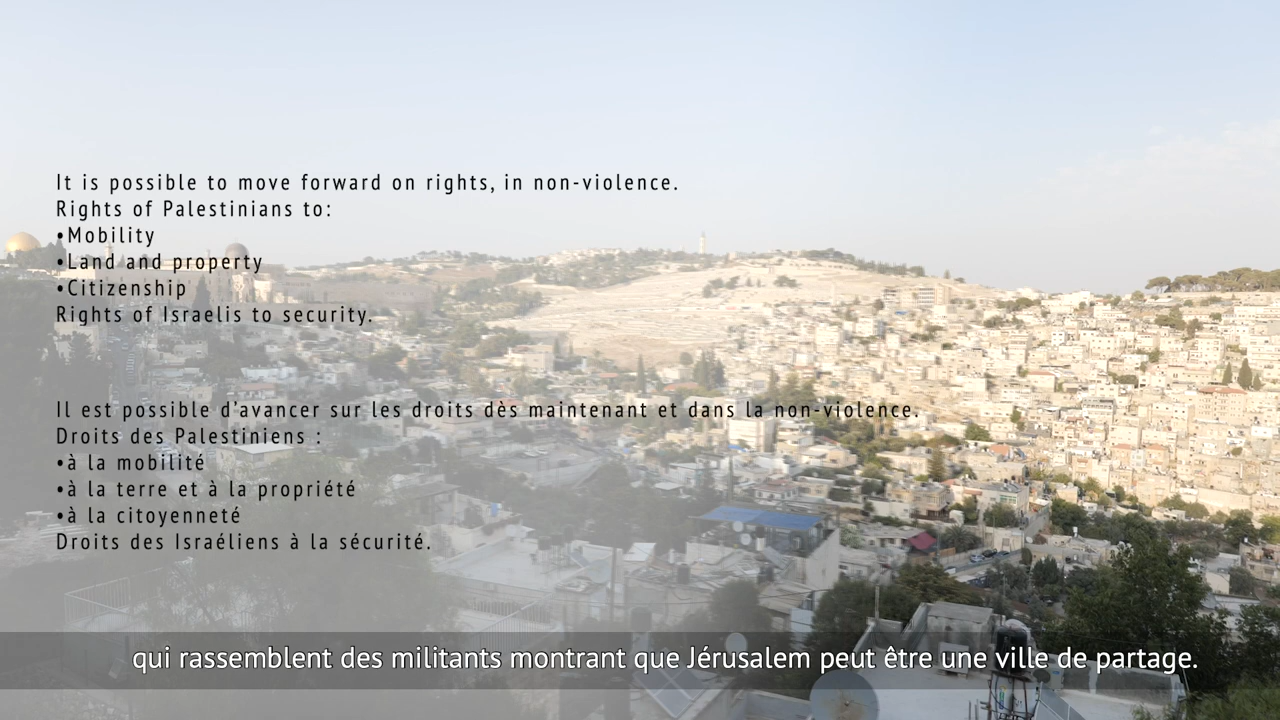 It is possible to move forward on rights, in non-violence.
Rights of Palestinians to:
•Mobility
•Land and property
•Citizenship
Rights of Israelis to security.
Il est possible d'avancer sur les droits dès maintenant et dans la non-violence.
Droits des Palestiniens :
•à la mobilité
•à la terre et à la propriété
•à la citoyenneté
Droits des Israéliens à la sécurité.
qui rassemblent des militants montrant que Jérusalem peut être une ville de partage.